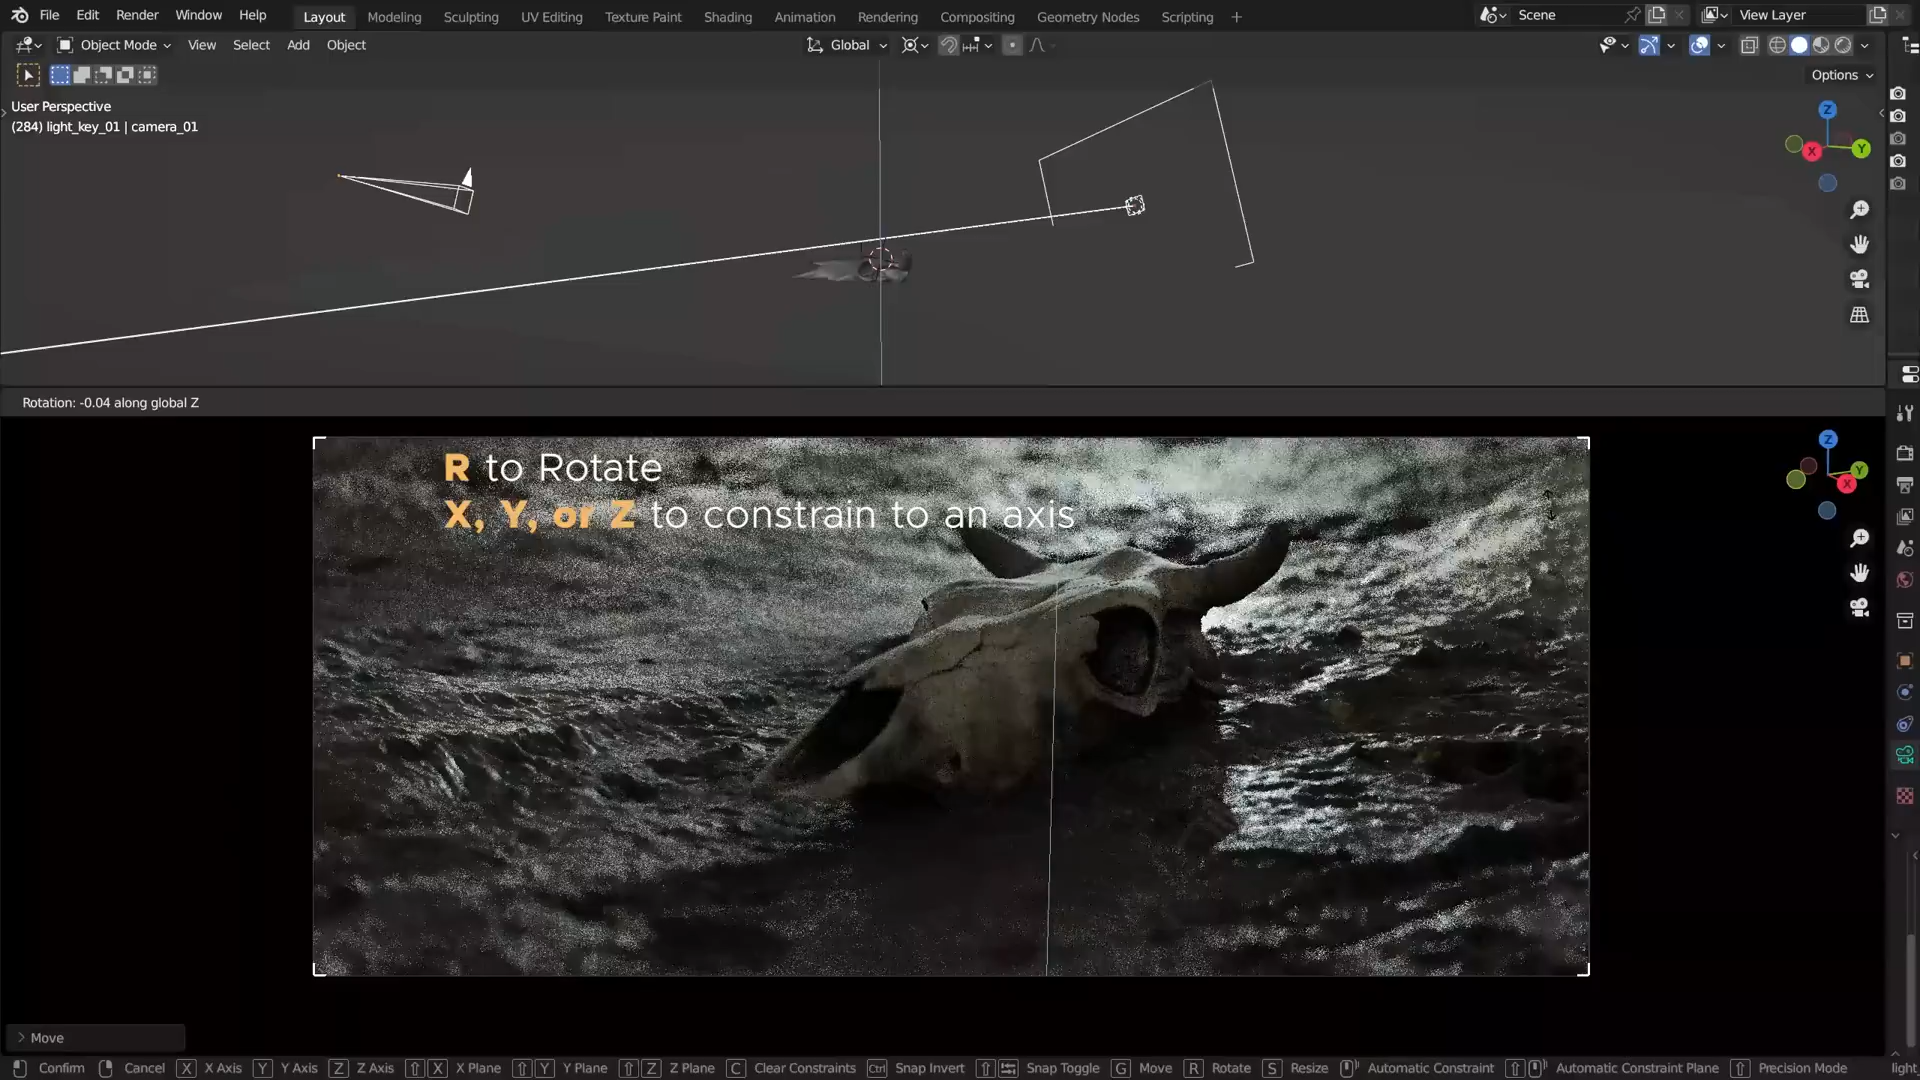 File Edit Render Window Help Layout Modeling Sculpting UV Editing Texture Paint Shading Animation Rendering Compositing Geometry Nodes Scripting + Scene View Layer
Object Mode View Select Add Object Global
Options
User Perspective
(284) light_key_01 | camera_01
Z
X Y
Rotation: -0.04 along global Z
Z
Y
X
R to Rotate
X, Y, or Z to constrain to an axis
Move
Confirm Cancel X X Axis Y Y Axis Z Z Axis X X Plane Y Y Plane Z Z Plane C Clear Constraints Ctrl Snap Invert Snap Toggle G Move R Rotate S Resize Automatic Constraint Automatic Constraint Plane Precision Mode light